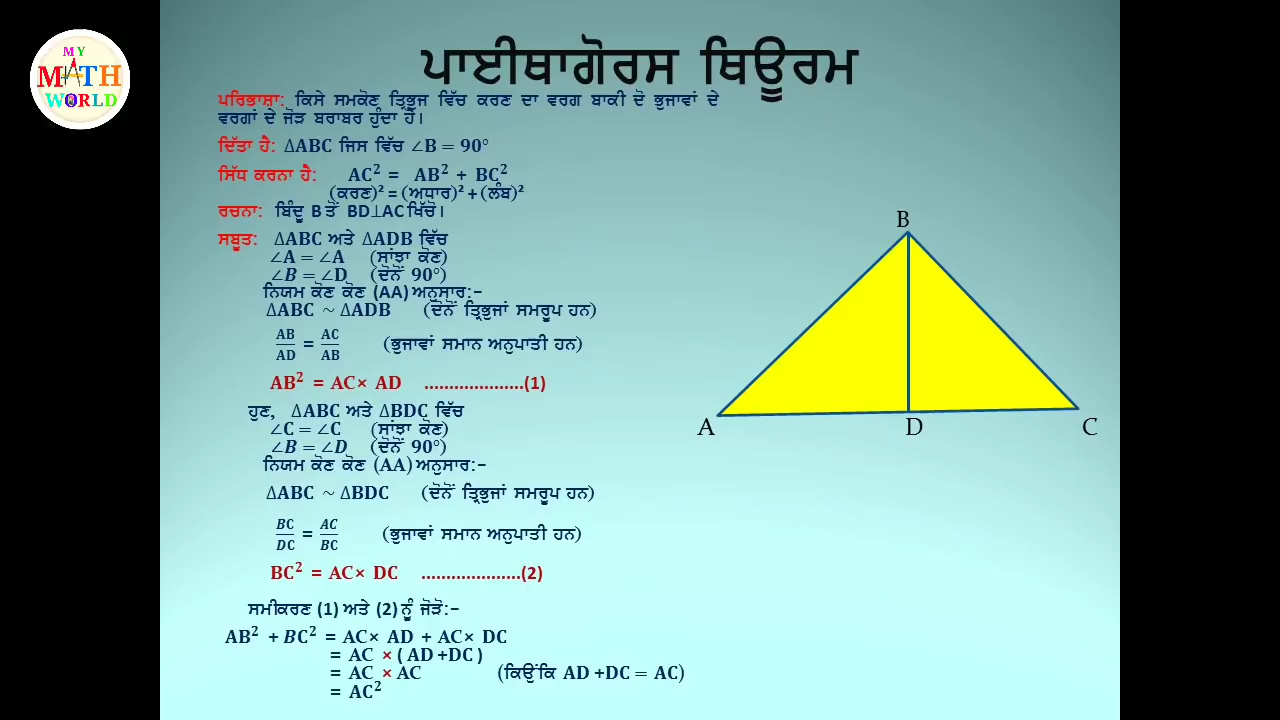 MY
MATH
WORLD
ਪਾਈਥਾਗੋਰਸ ਥਿਊਰਮ
ਪਰਿਭਾਸ਼ਾ: ਕਿਸੇ ਸਮਕੋਣ ਤ੍ਰਿਭੁਜ ਵਿੱਚ ਕਰਣ ਦਾ ਵਰਗ ਬਾਕੀ ਦੋ ਭੁਜਾਵਾਂ ਦੇ
ਵਰਗਾਂ ਦੇ ਜੋੜ ਬਰਾਬਰ ਹੁੰਦਾ ਹੈ।
ਦਿੱਤਾ ਹੈ: ΔABC ਜਿਸ ਵਿੱਚ ∠B = 90°
ਸਿੱਧ ਕਰਨਾ ਹੈ: AC² = AB² + BC²
(ਕਰਣ)² = (ਅਧਾਰ)² + (ਲੰਬ)²
ਰਚਨਾ: ਬਿੰਦੂ B ਤੋਂ BD⊥AC ਖਿੱਚੋ।
ਸਬੂਤ: ΔABC ਅਤੇ ΔADB ਵਿੱਚ
∠A = ∠A (ਸਾਂਝਾ ਕੋਣ)
∠B = ∠D (ਦੋਨੋਂ 90°)
ਨਿਯਮ ਕੋਣ ਕੋਣ (AA) ਅਨੁਸਾਰ:-
ΔABC ~ ΔADB (ਦੋਨੋਂ ਤ੍ਰਿਭੁਜਾਂ ਸਮਰੂਪ ਹਨ)
AB/AD = AC/AB (ਭੁਜਾਵਾਂ ਸਮਾਨ ਅਨੁਪਾਤੀ ਹਨ)
AB² = AC× AD ....................(1)
ਹੁਣ, ΔABC ਅਤੇ ΔBDC ਵਿੱਚ
∠C = ∠C (ਸਾਂਝਾ ਕੋਣ)
∠B = ∠D (ਦੋਨੋਂ 90°)
ਨਿਯਮ ਕੋਣ ਕੋਣ (AA) ਅਨੁਸਾਰ:-
ΔABC ~ ΔBDC (ਦੋਨੋਂ ਤ੍ਰਿਭੁਜਾਂ ਸਮਰੂਪ ਹਨ)
BC/DC = AC/BC (ਭੁਜਾਵਾਂ ਸਮਾਨ ਅਨੁਪਾਤੀ ਹਨ)
BC² = AC× DC ....................(2)
ਸਮੀਕਰਣ (1) ਅਤੇ (2) ਨੂੰ ਜੋੜੋ:-
AB² + BC² = AC× AD + AC× DC
= AC × ( AD +DC )
= AC × AC (ਕਿਉਂਕਿ AD +DC = AC)
= AC²
B
A
D
C